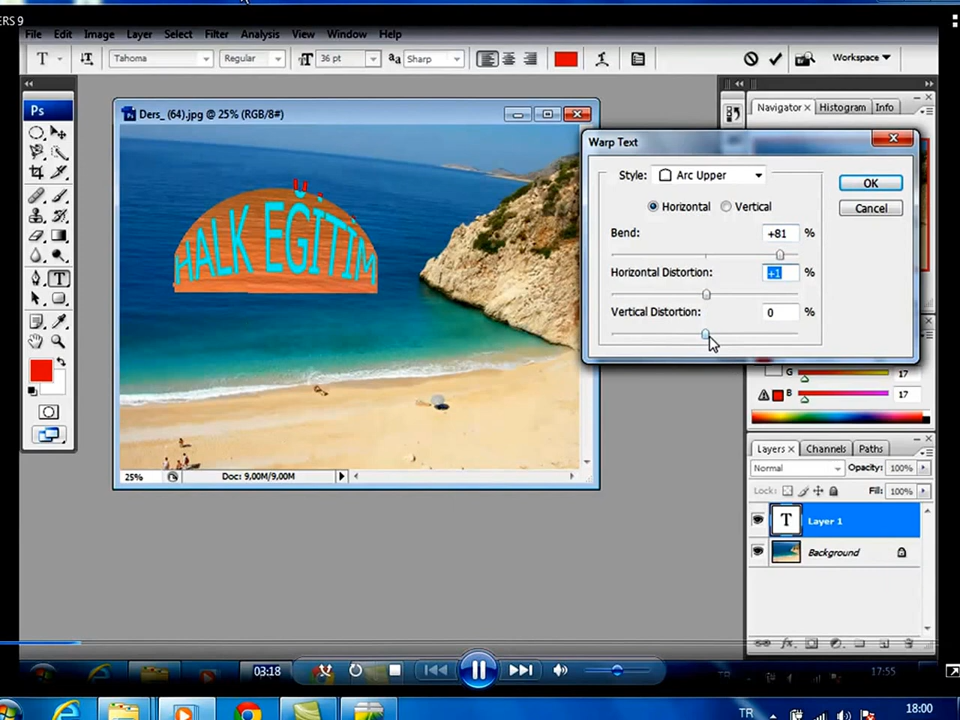 ERS 9
File Edit Image Layer Select Filter Analysis View Window Help
T T Tahoma Regular T 36 pt aa Sharp Workspace
Ps
Ders_ (64).jpg @ 25% (RGB/8#)
HALK EĞİTİM
25% Doc: 9,00M/9,00M
Warp Text
Style: Arc Upper
Horizontal Vertical
Bend: +81 %
Horizontal Distortion: +1 %
Vertical Distortion: 0 %
OK
Cancel
Navigator x Histogram Info
G 17
B 17
Layers x Channels Paths
Normal Opacity: 100%
Lock: Fill: 100%
T Layer 1
Background
03:18
TR 17:55
TR 18:00